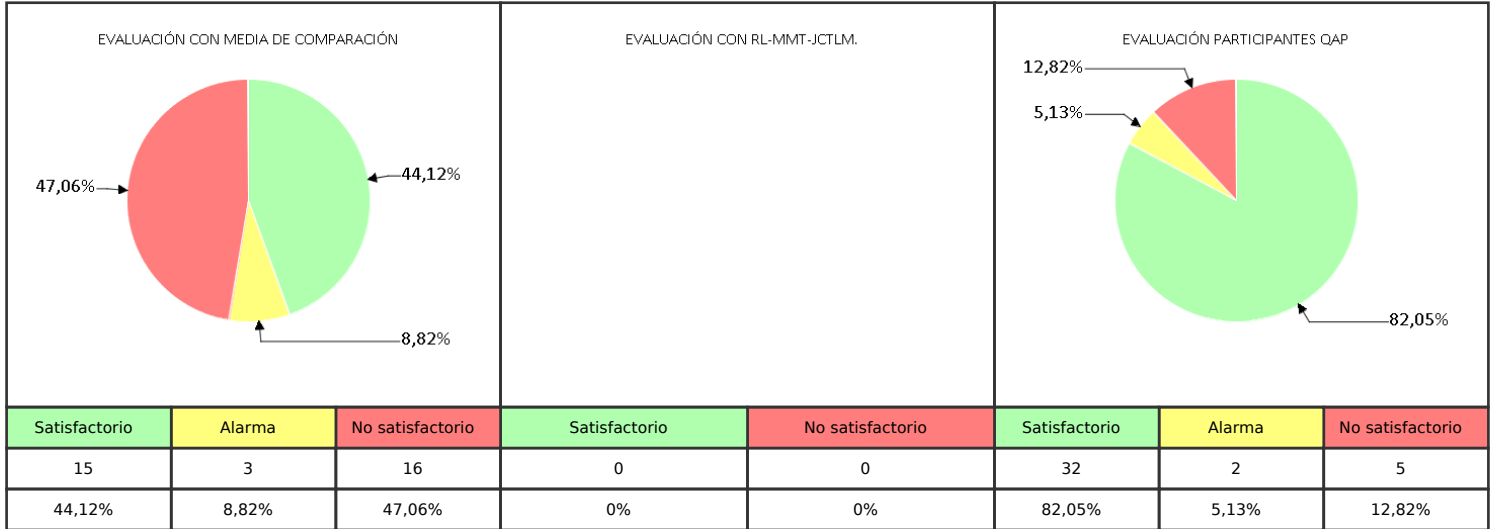 EVALUACIÓN CON MEDIA DE COMPARACIÓN
47,06%
44,12%
8,82%
EVALUACIÓN CON RL-MMT-JCTLM.
EVALUACIÓN PARTICIPANTES QAP
12,82%
5,13%
82,05%
Satisfactorio Alarma No satisfactorio Satisfactorio No satisfactorio Satisfactorio Alarma No satisfactorio
15 3 16 0 0 32 2 5
44,12% 8,82% 47,06% 0% 0% 82,05% 5,13% 12,82%